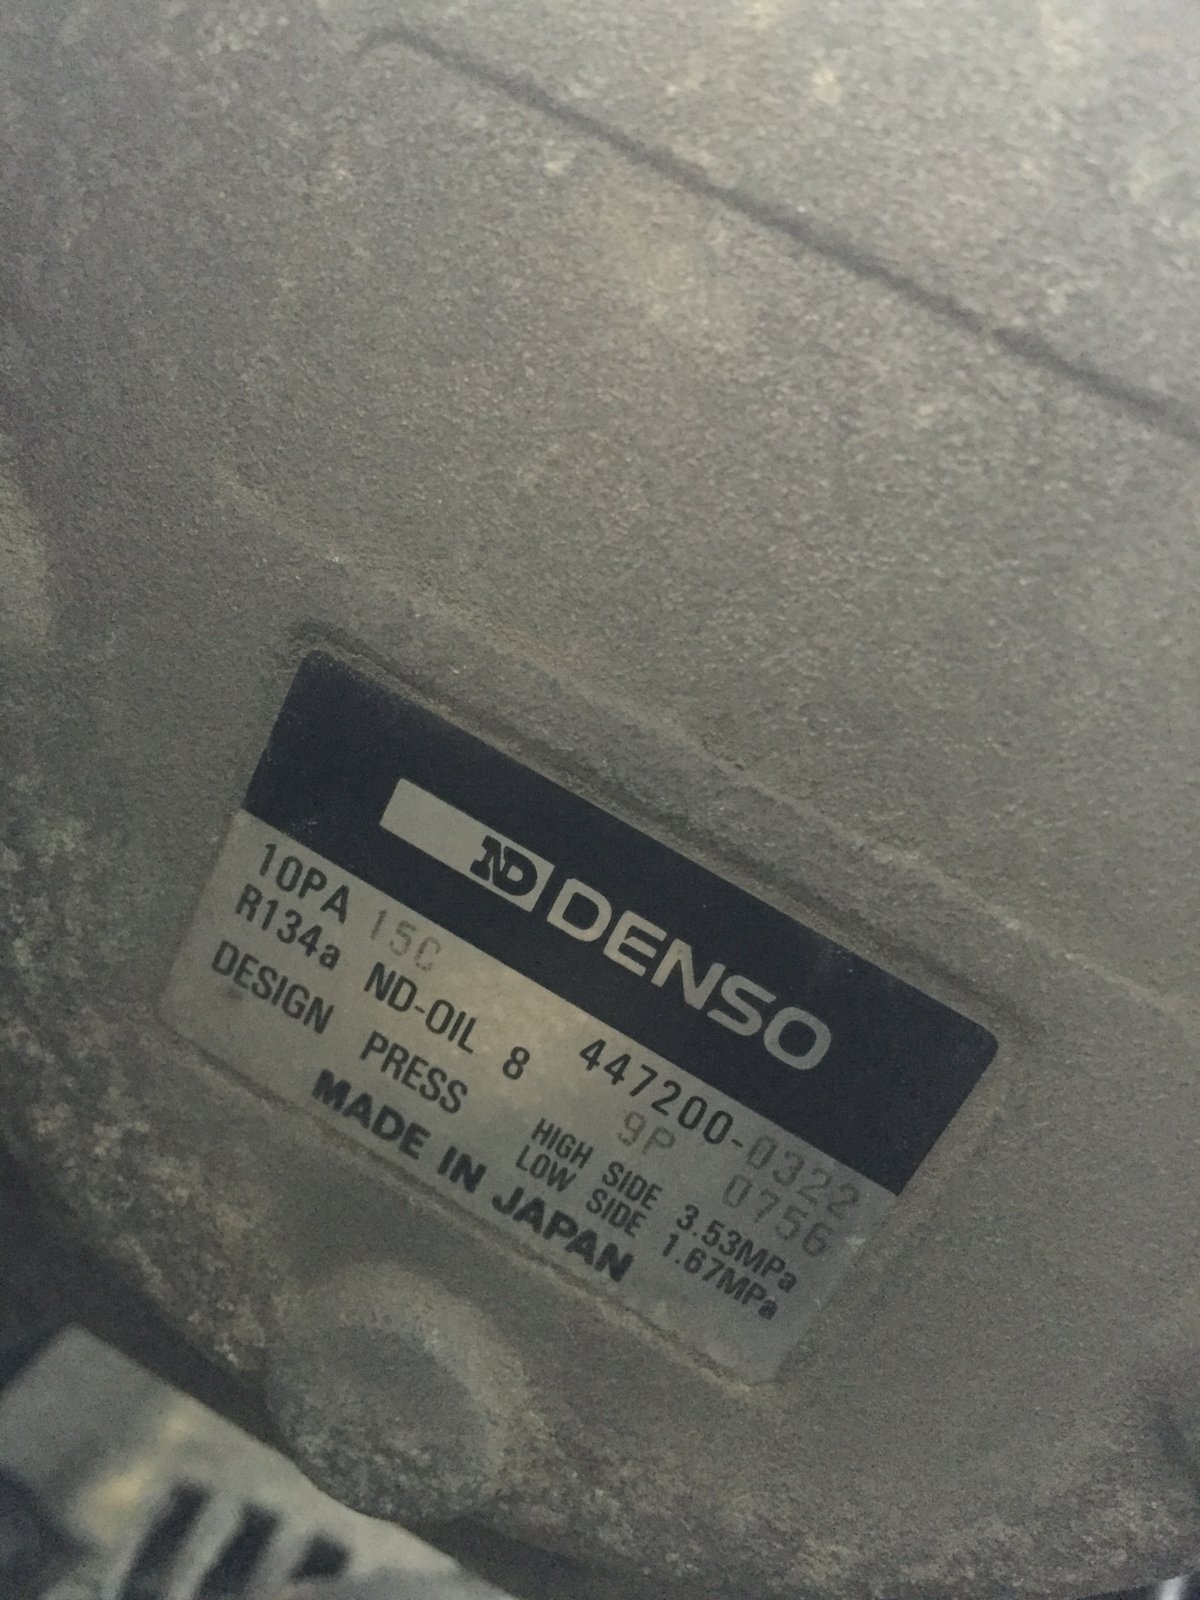 ND DENSO
10PA 15C 447200-0322
R134a ND-OIL 8 9P 0756
DESIGN PRESS HIGH SIDE 3.53MPa
LOW SIDE 1.67MPa
MADE IN JAPAN